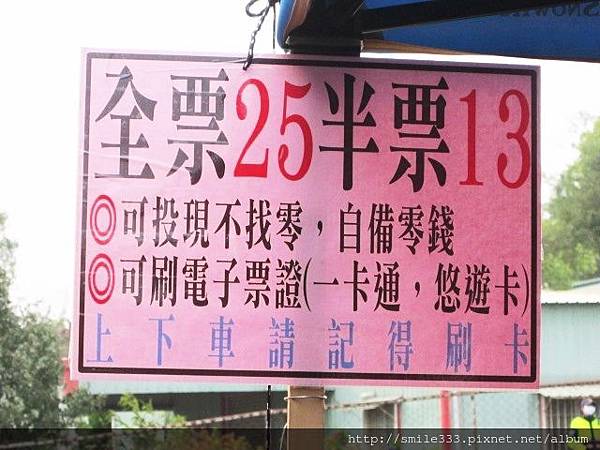 全票25半票13
◎可投現不找零，自備零錢
◎可刷電子票證(一卡通，悠遊卡)
上下車請記得刷卡
http://smile333.pixnet.net/album